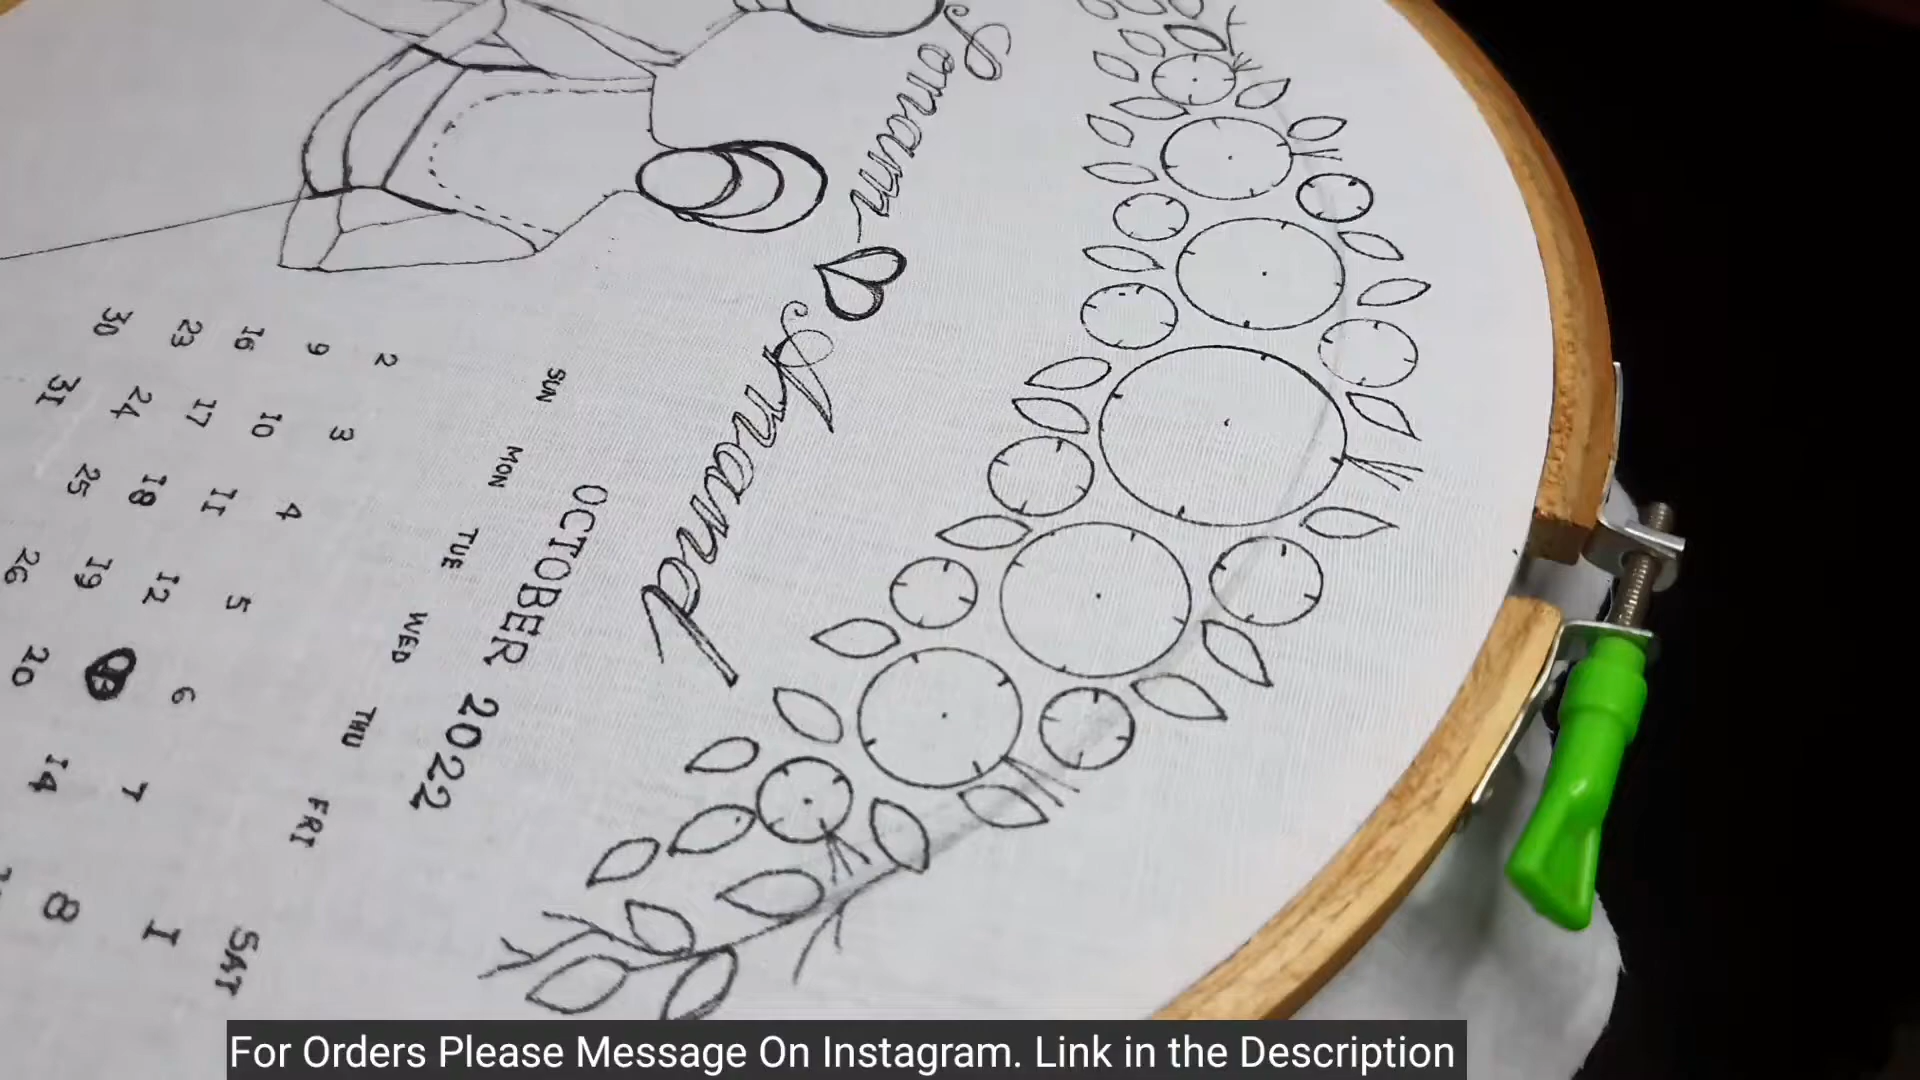 Sonam ♡ Anand
OCTOBER 2022
SUN MON TUE WED THU FRI SAT
1
2 3 4 5 6 7 8
9 10 11 12 13 14
16 17 18 19 20
23 24 25 26
30 31
For Orders Please Message On Instagram. Link in the Description